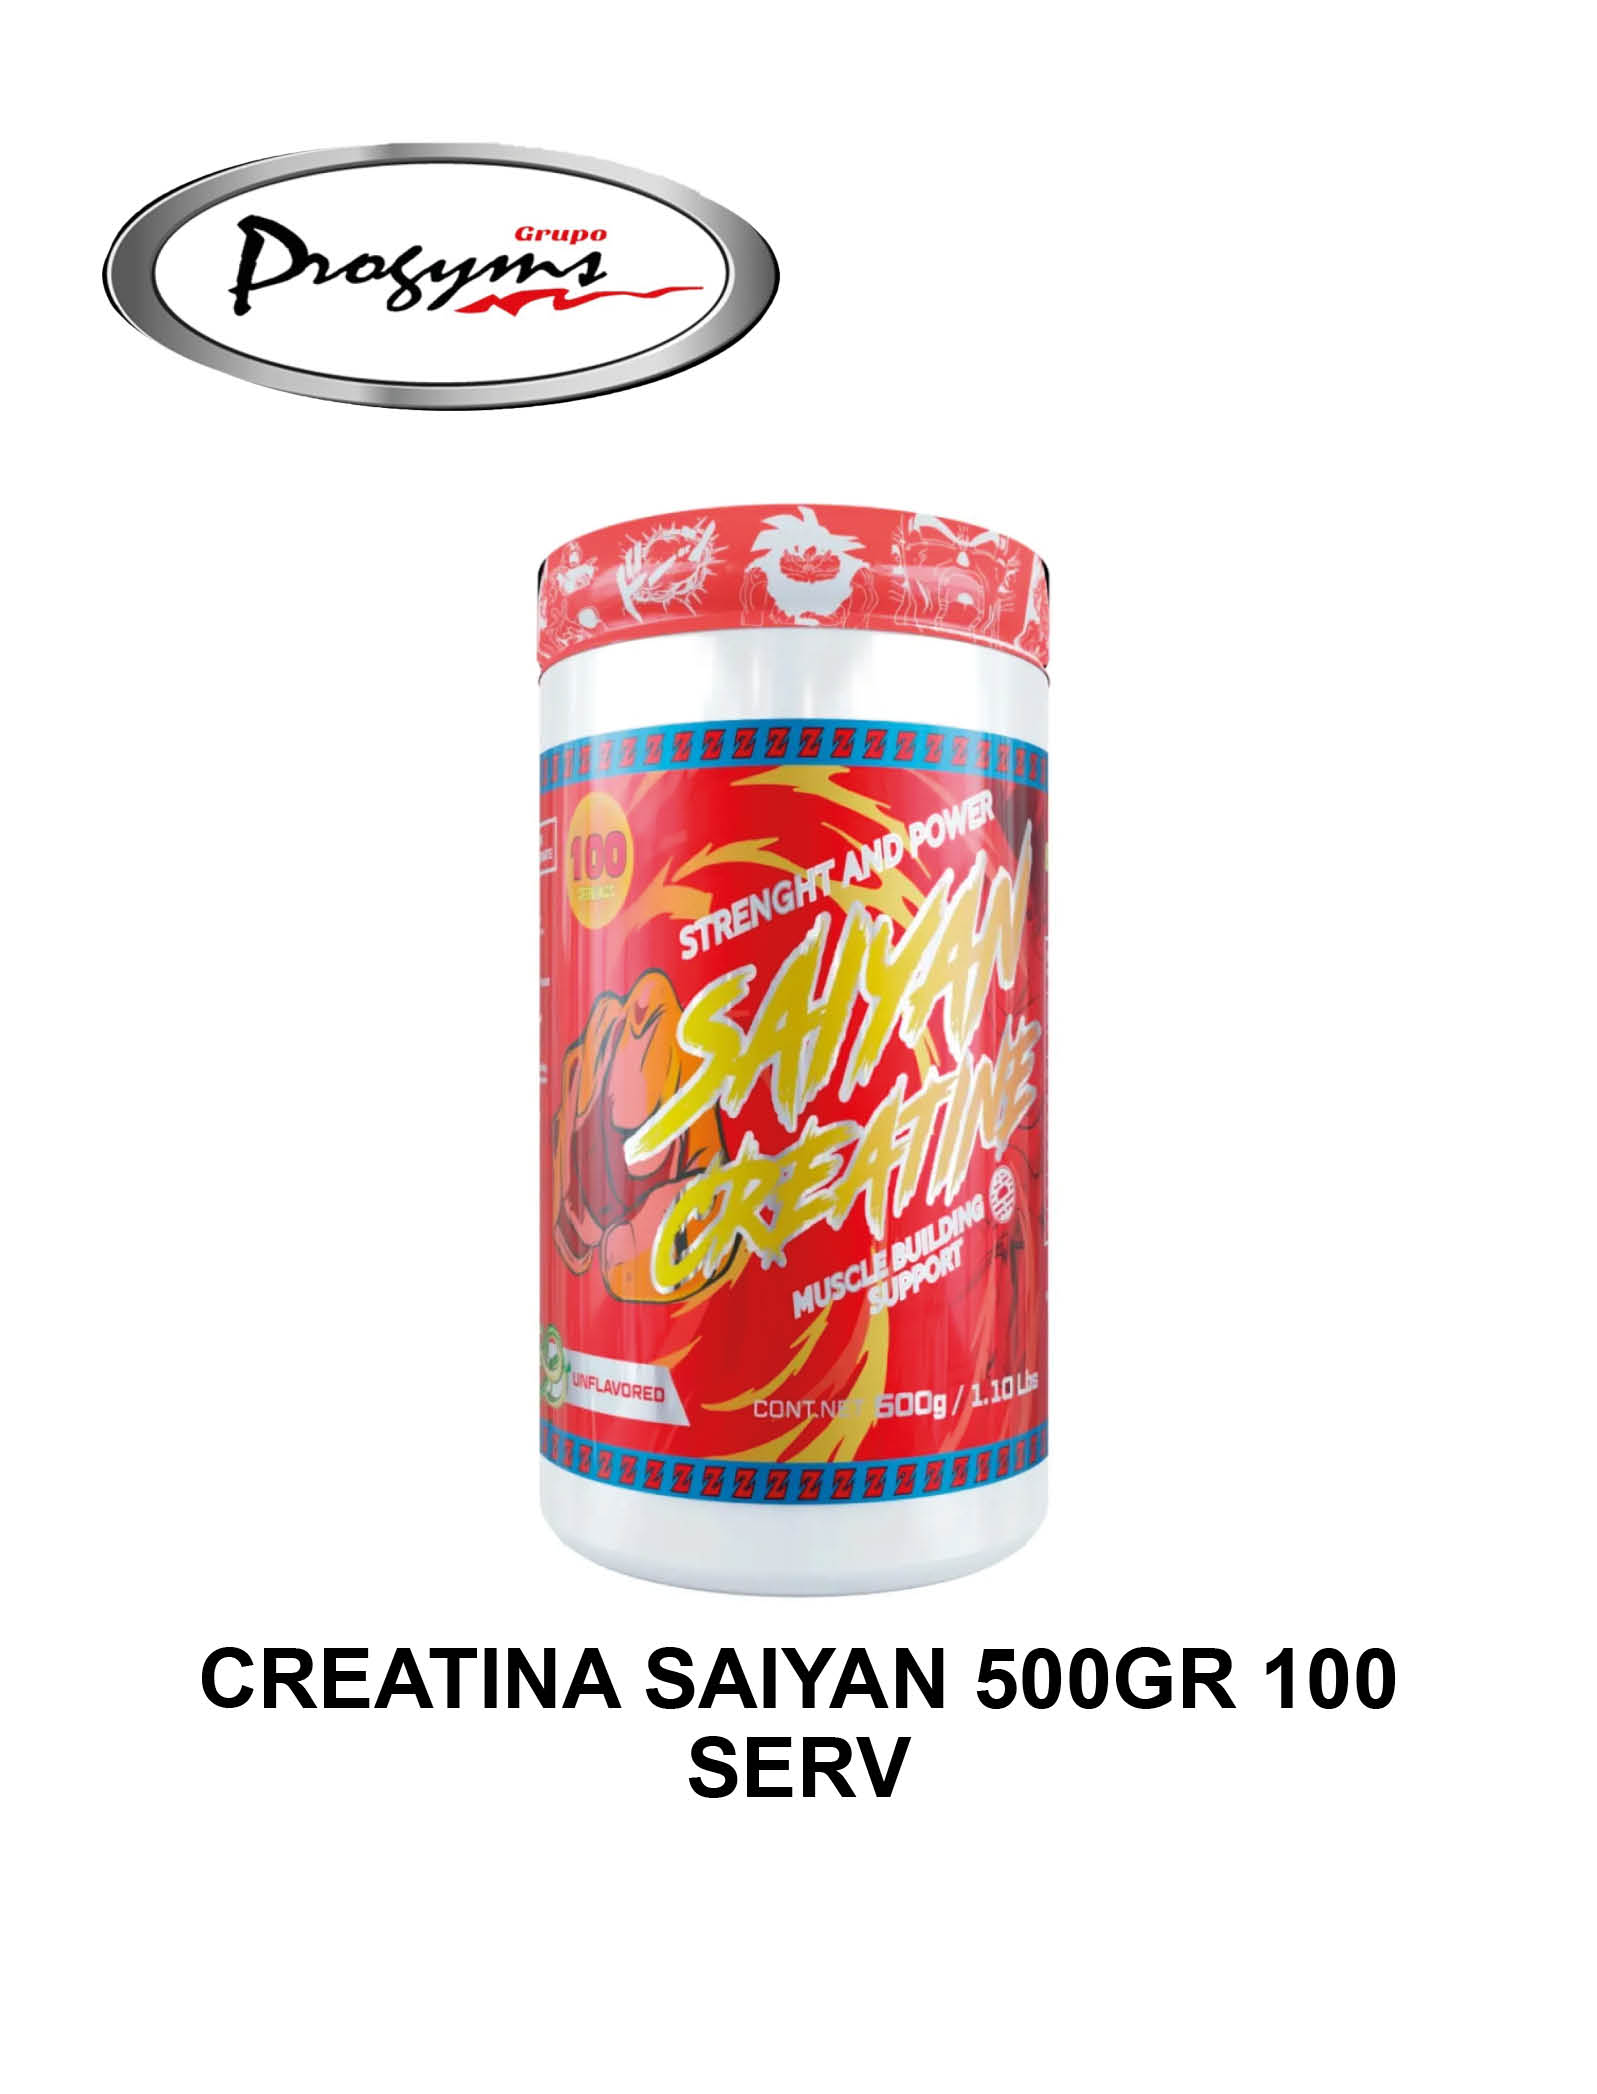 Grupo
Progyms
100
STRENGHT AND POWER
SAIYAN
CREATINE
MUSCLE BUILDING
SUPPORT
UNFLAVORED
CONT.NET 500g / 1.10 Lbs
CREATINA SAIYAN 500GR 100
SERV